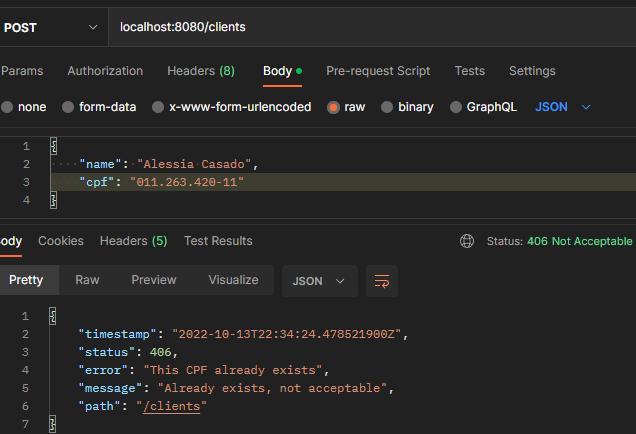 POST localhost:8080/clients
Params Authorization Headers (8) Body Pre-request Script Tests Settings
none form-data x-www-form-urlencoded raw binary GraphQL JSON
1 {
2 "name": "Alessia Casado",
3 "cpf": "011.263.420-11"
4 }
Body Cookies Headers (5) Test Results Status: 406 Not Acceptable
Pretty Raw Preview Visualize JSON
1 {
2 "timestamp": "2022-10-13T22:34:24.478521900Z",
3 "status": 406,
4 "error": "This CPF already exists",
5 "message": "Already exists, not acceptable",
6 "path": "/clients"
7 }